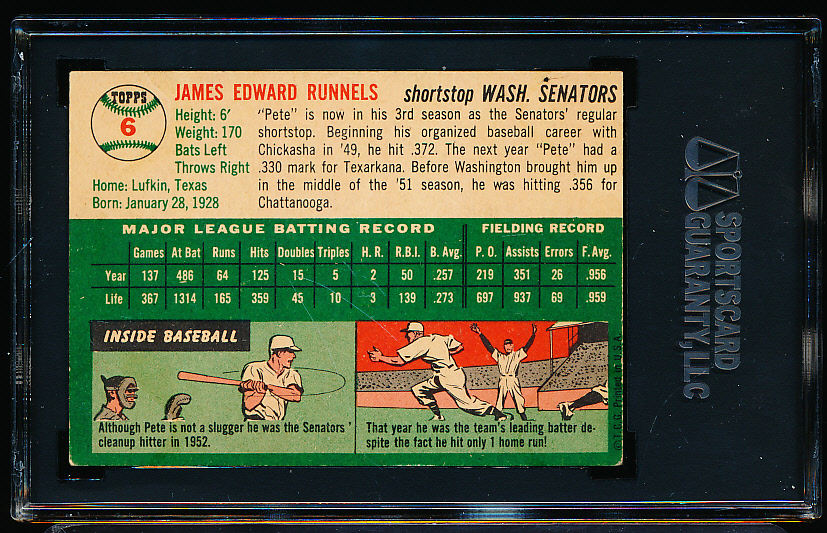 TOPPS
6
JAMES EDWARD RUNNELS shortstop WASH. SENATORS
Height: 6'
Weight: 170
Bats Left
Throws Right
Home: Lufkin, Texas
Born: January 28, 1928
"Pete" is now in his 3rd season as the Senators' regular
shortstop. Beginning his organized baseball career with
Chickasha in '49, he hit .372. The next year "Pete" had a
.330 mark for Texarkana. Before Washington brought him up
in the middle of the '51 season, he was hitting .356 for
Chattanooga.
MAJOR LEAGUE BATTING RECORD FIELDING RECORD
Games At Bat Runs Hits Doubles Triples H. R. R.B.I. B. Avg. P. O. Assists Errors F. Avg.
Year 137 486 64 125 15 5 2 50 .257 219 351 26 .956
Life 367 1314 165 359 45 10 3 139 .273 697 937 69 .959
INSIDE BASEBALL
Although Pete is not a slugger he was the Senators'
cleanup hitter in 1952.
That year he was the team's leading batter de-
spite the fact he hit only 1 home run!
SPORTSCARD
GUARANTY, LLC